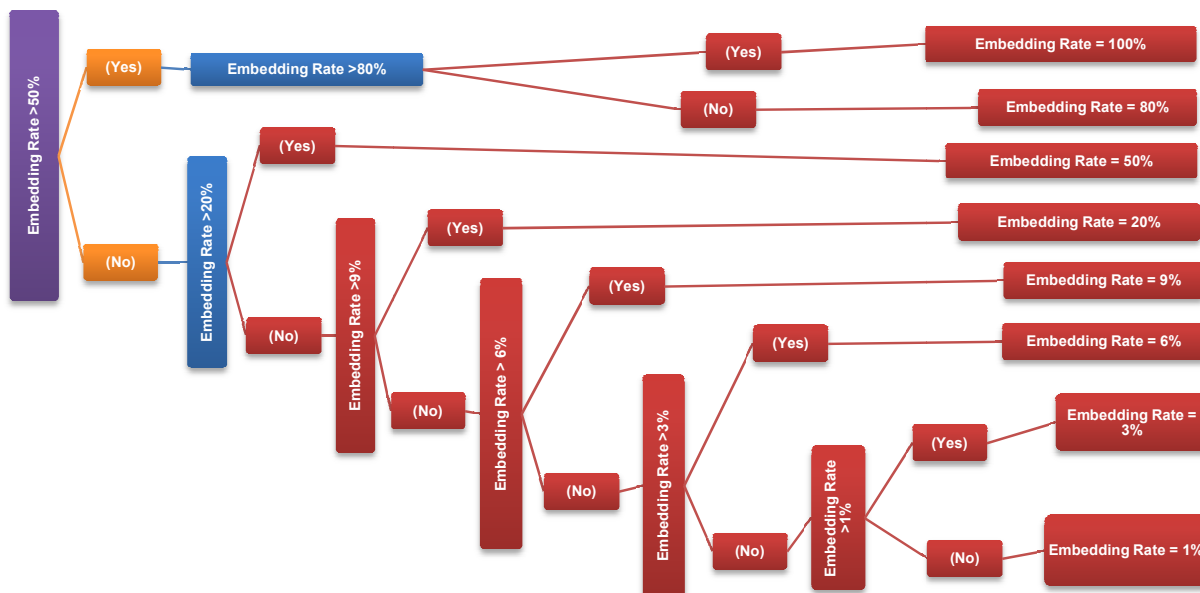 Embedding Rate >50%
(Yes)
Embedding Rate >80%
(Yes)
Embedding Rate = 100%
(No)
Embedding Rate = 80%
(No)
Embedding Rate >20%
(Yes)
Embedding Rate = 50%
(No)
Embedding Rate >9%
(Yes)
Embedding Rate = 20%
(No)
Embedding Rate > 6%
(Yes)
Embedding Rate = 9%
(No)
Embedding Rate >3%
(Yes)
Embedding Rate = 6%
(No)
Embedding Rate
>1%
(Yes)
Embedding Rate =
3%
(No)
Embedding Rate = 1%